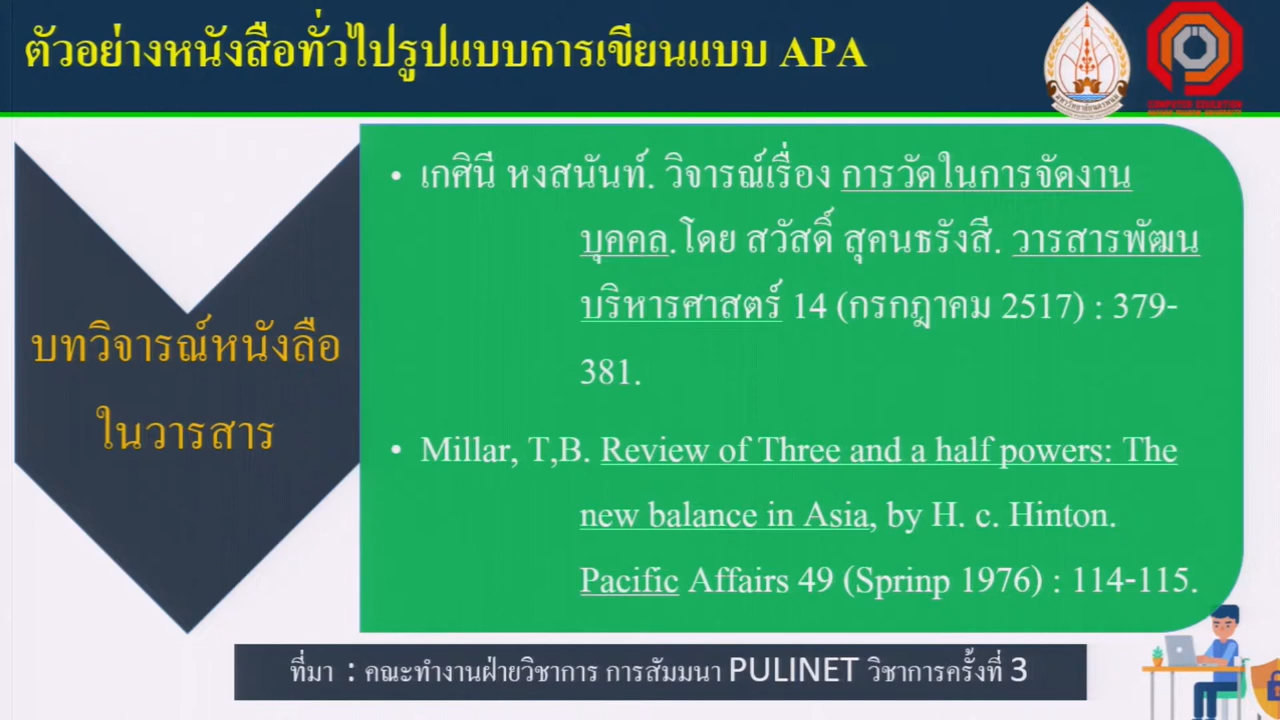 ตัวอย่างหนังสือทั่วไปรูปแบบการเขียนแบบ APA
บทวิจารณ์หนังลือ
ในวารสาร
• เกศินี หงสนันท์. วิจารณ์เรื่อง การวัดในการจัดงาน
บุคคล.โดย สวัสดิ์ สุคนธรังสี. วารสารพัฒน
บริหารศาสตร์ 14 (กรกฎาคม 2517) : 379-
381.
• Millar, T,B. Review of Three and a half powers: The
new balance in Asia, by H. c. Hinton.
Pacific Affairs 49 (Sprinp 1976) : 114-115.
ที่มา : คณะทำงานฝ่ายวิชาการ การสัมมนา PULINET วิชาการครั้งที่ 3
COMPUTER EDUCATION